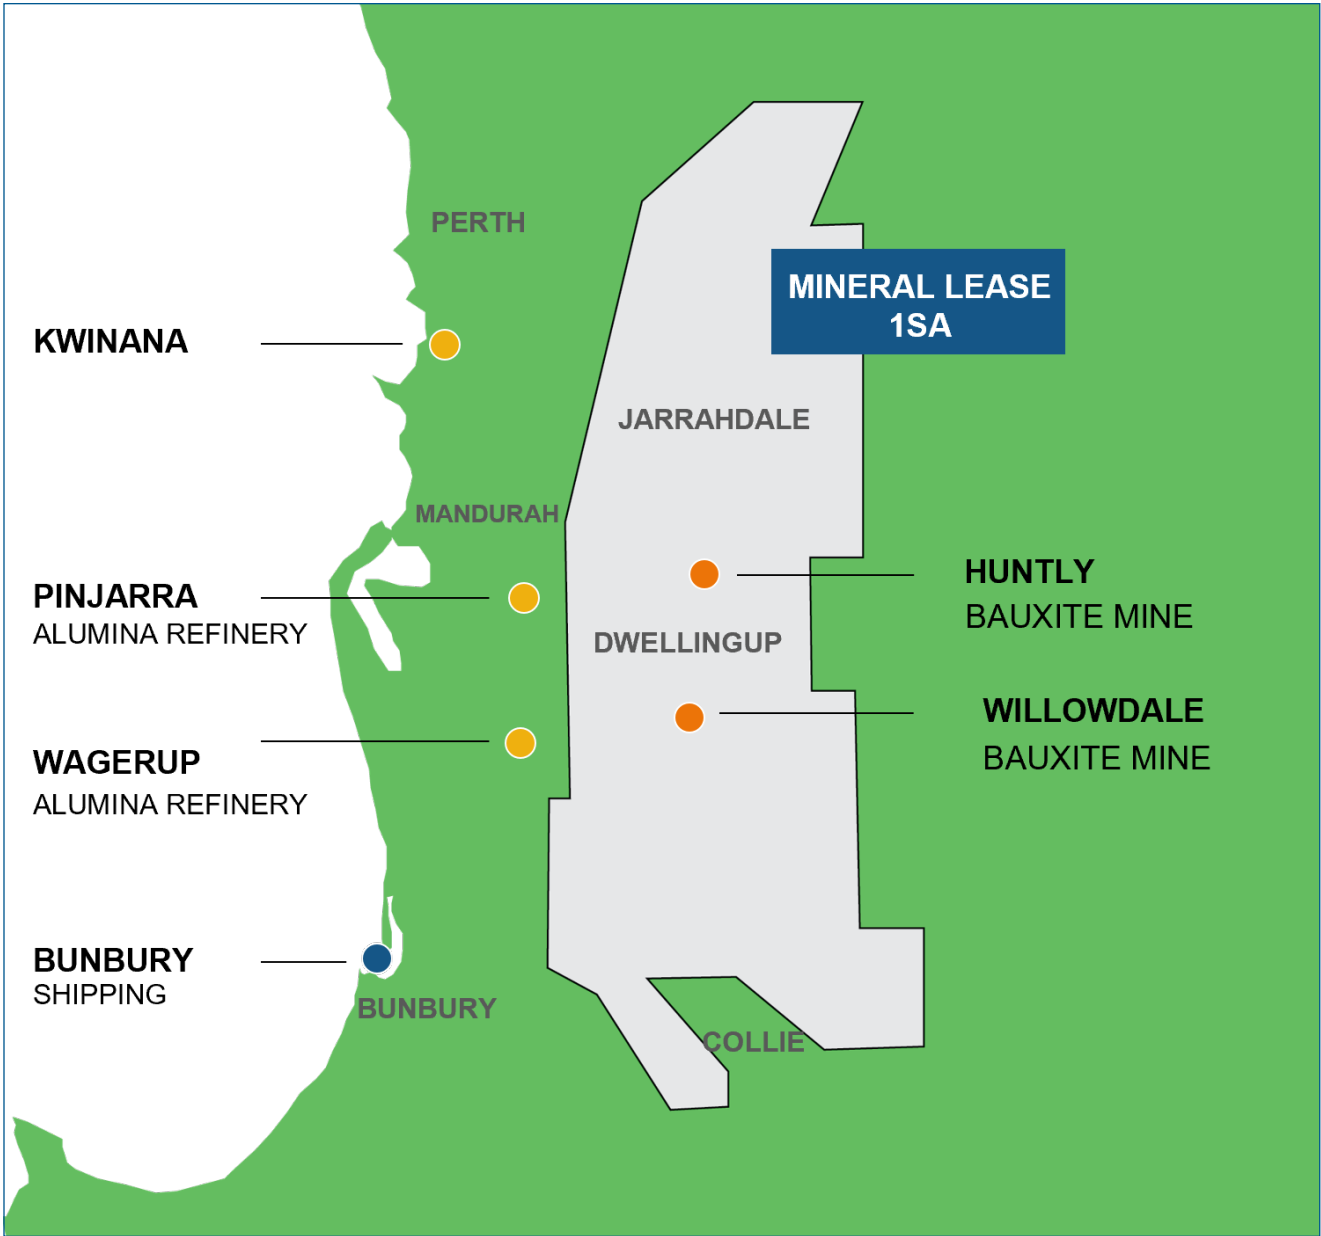 PERTH
MINERAL LEASE
1SA
KWINANA
JARRAHDALE
MANDURAH
PINJARRA
ALUMINA REFINERY
HUNTLY
BAUXITE MINE
DWELLINGUP
WILLOWDALE
BAUXITE MINE
WAGERUP
ALUMINA REFINERY
BUNBURY
SHIPPING
BUNBURY
COLLIE